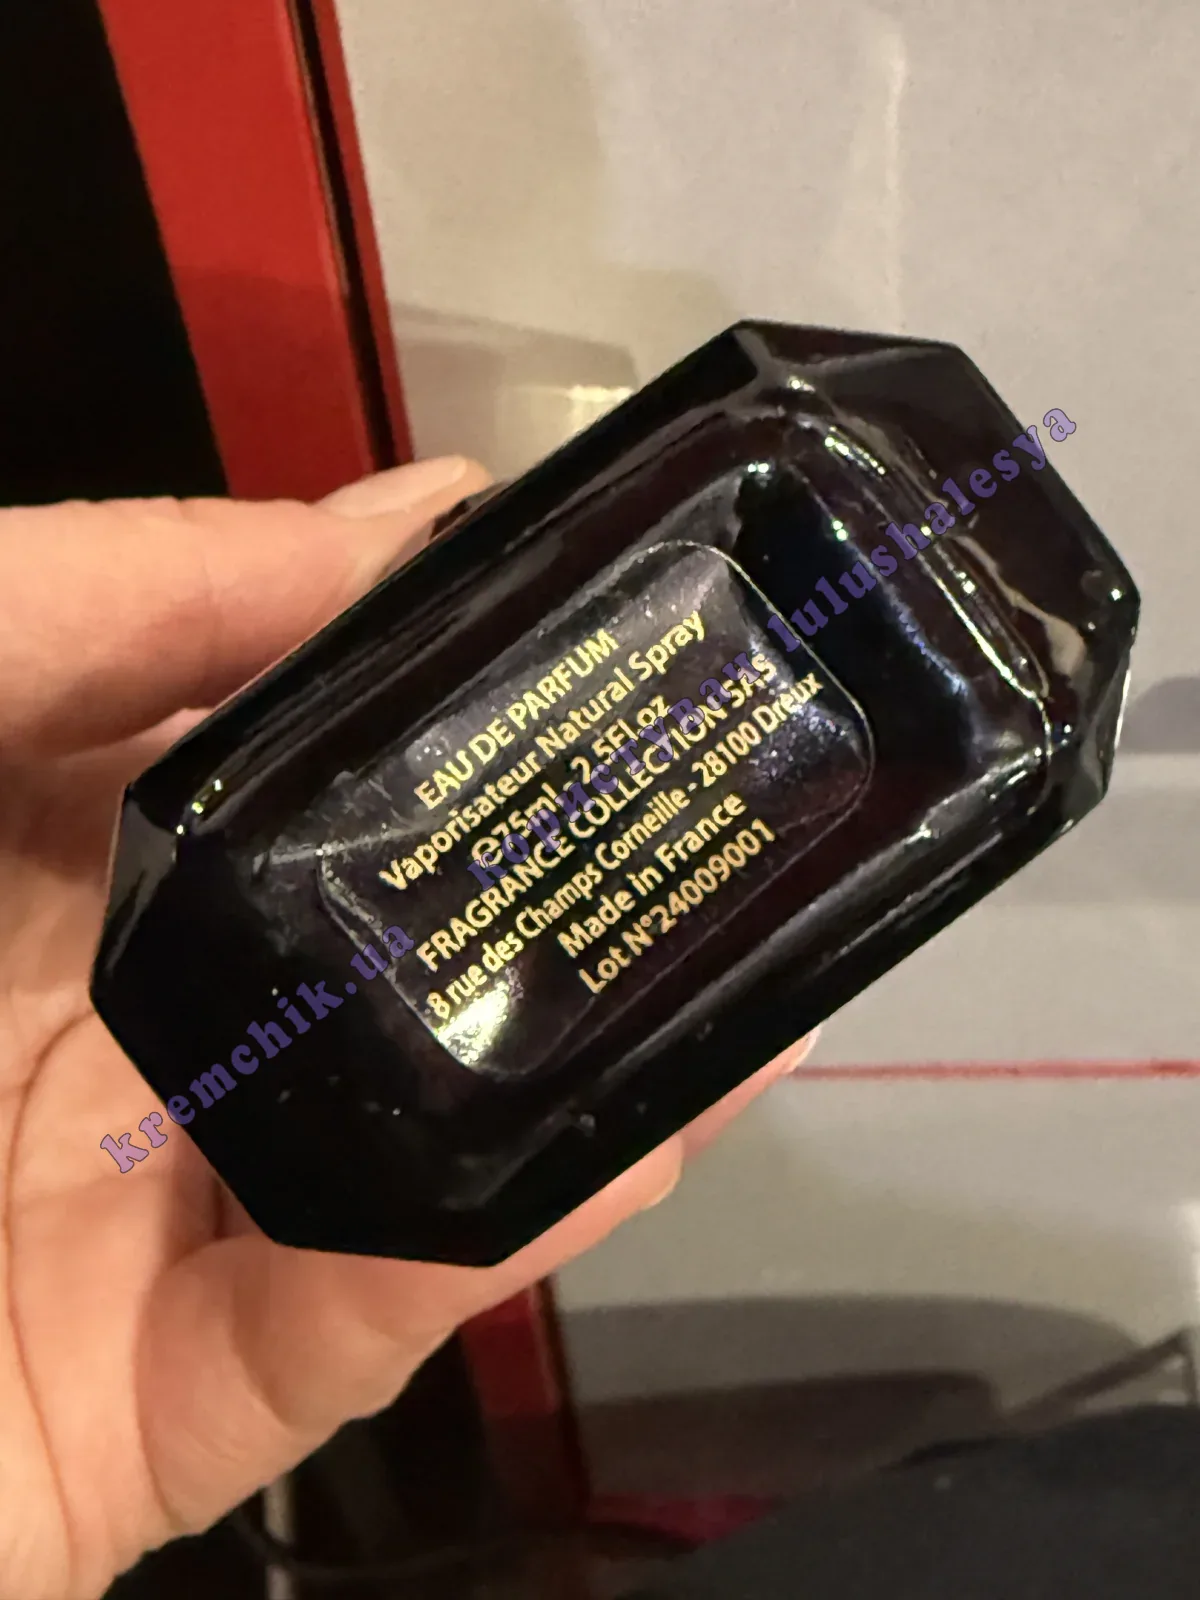 EAU DE PARFUM
Vaporisateur Natural Spray
℮75ml - 2.5Fl.oz
FRAGRANCE COLLECTION SAS
8 rue des Champs Corneille - 28100 Dreux
Made in France
Lot N°24009001
kremchik.ua користувач lulushalesya